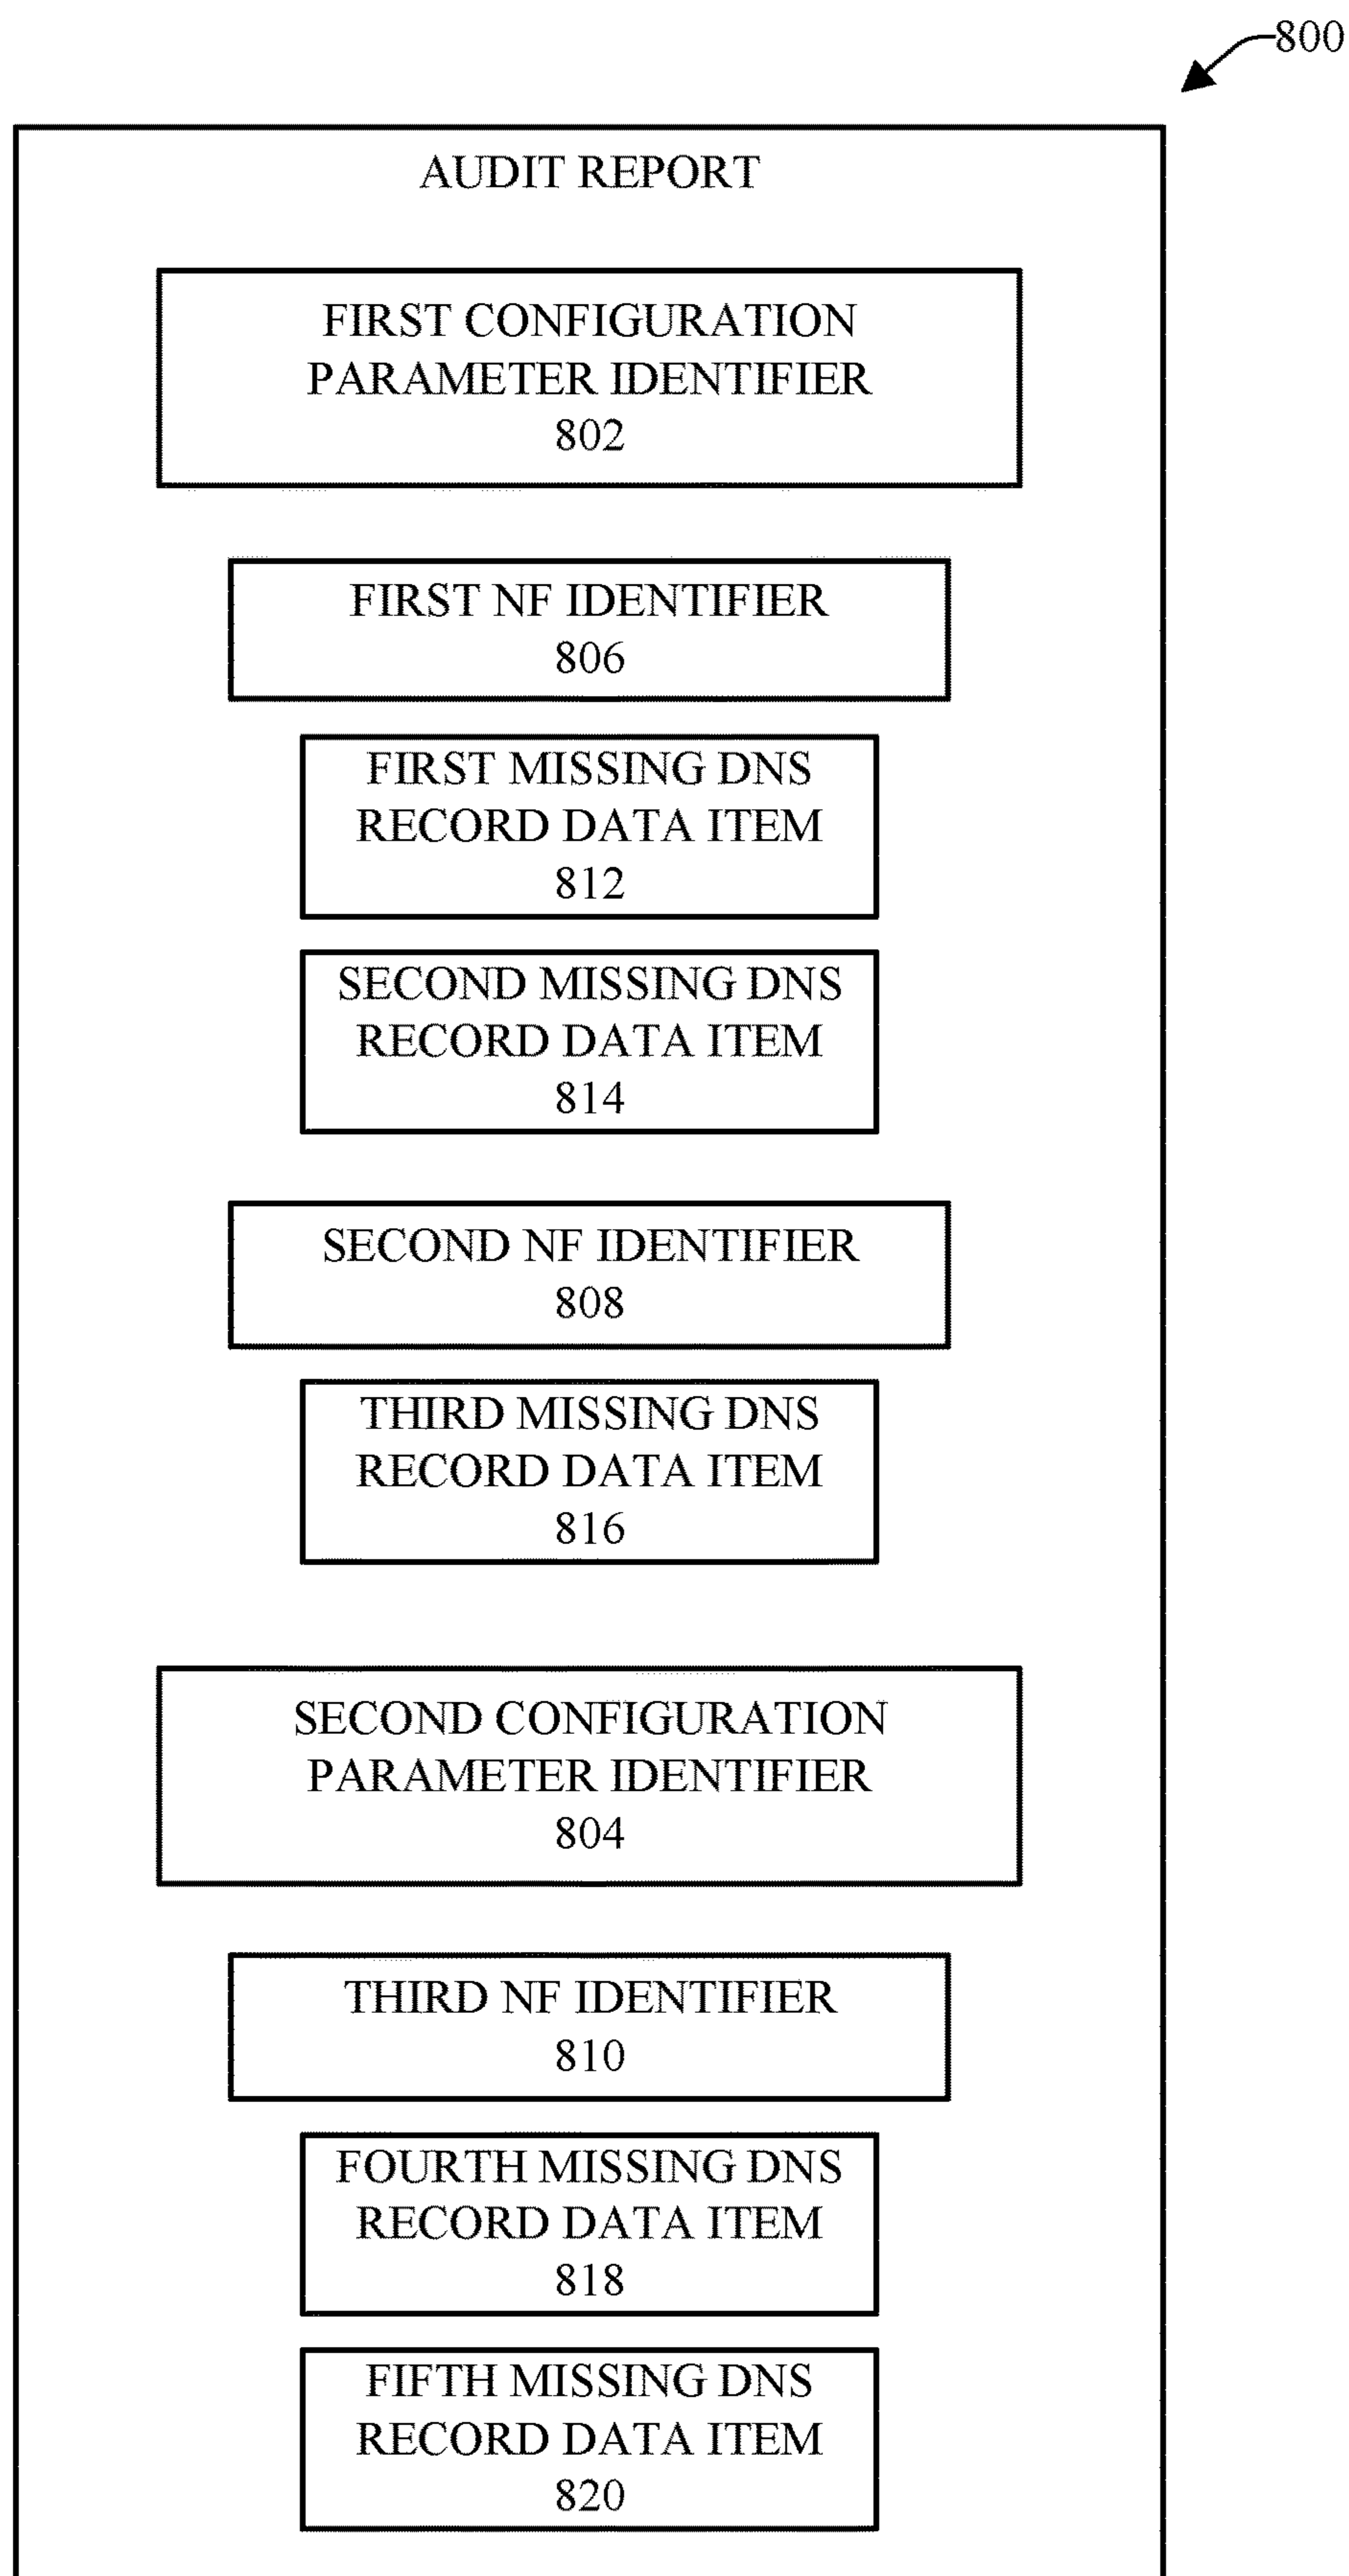 800
AUDIT REPORT
FIRST CONFIGURATION
PARAMETER IDENTIFIER
802
FIRST NF IDENTIFIER
806
FIRST MISSING DNS
RECORD DATA ITEM
812
SECOND MISSING DNS
RECORD DATA ITEM
814
SECOND NF IDENTIFIER
808
THIRD MISSING DNS
RECORD DATA ITEM
816
SECOND CONFIGURATION
PARAMETER IDENTIFIER
804
THIRD NF IDENTIFIER
810
FOURTH MISSING DNS
RECORD DATA ITEM
818
FIFTH MISSING DNS
RECORD DATA ITEM
820